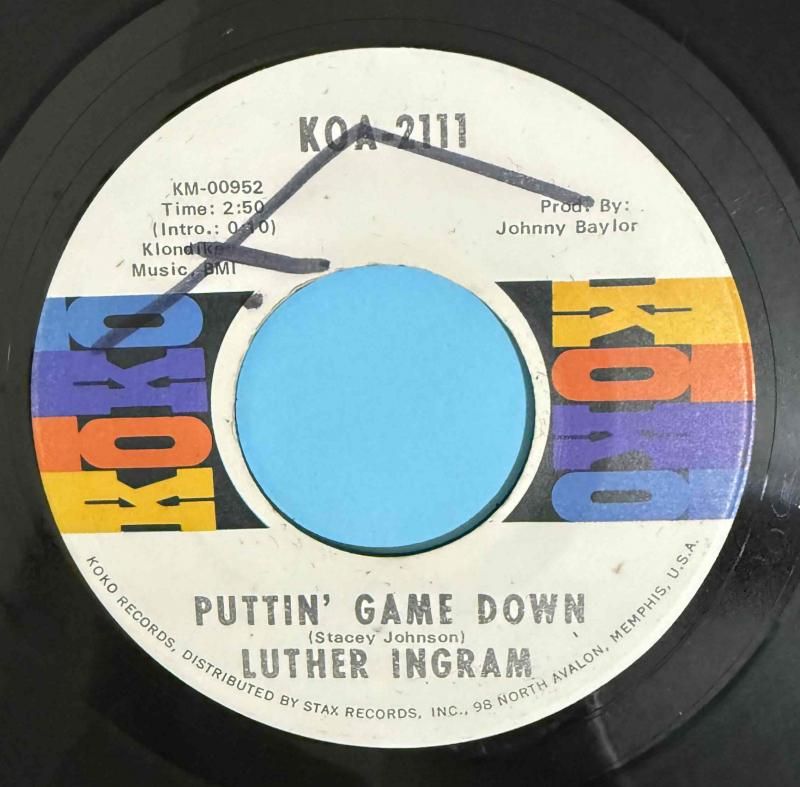 KOA-2111
KM-00952
Time: 2:50
(Intro.: 0:10)
Klondike
Music, BMI
Prod. By:
Johnny Baylor
KOKO
KOKO
PUTTIN' GAME DOWN
(Stacey Johnson)
LUTHER INGRAM
KOKO RECORDS, DISTRIBUTED BY STAX RECORDS, INC., 98 NORTH AVALON, MEMPHIS, U.S.A.